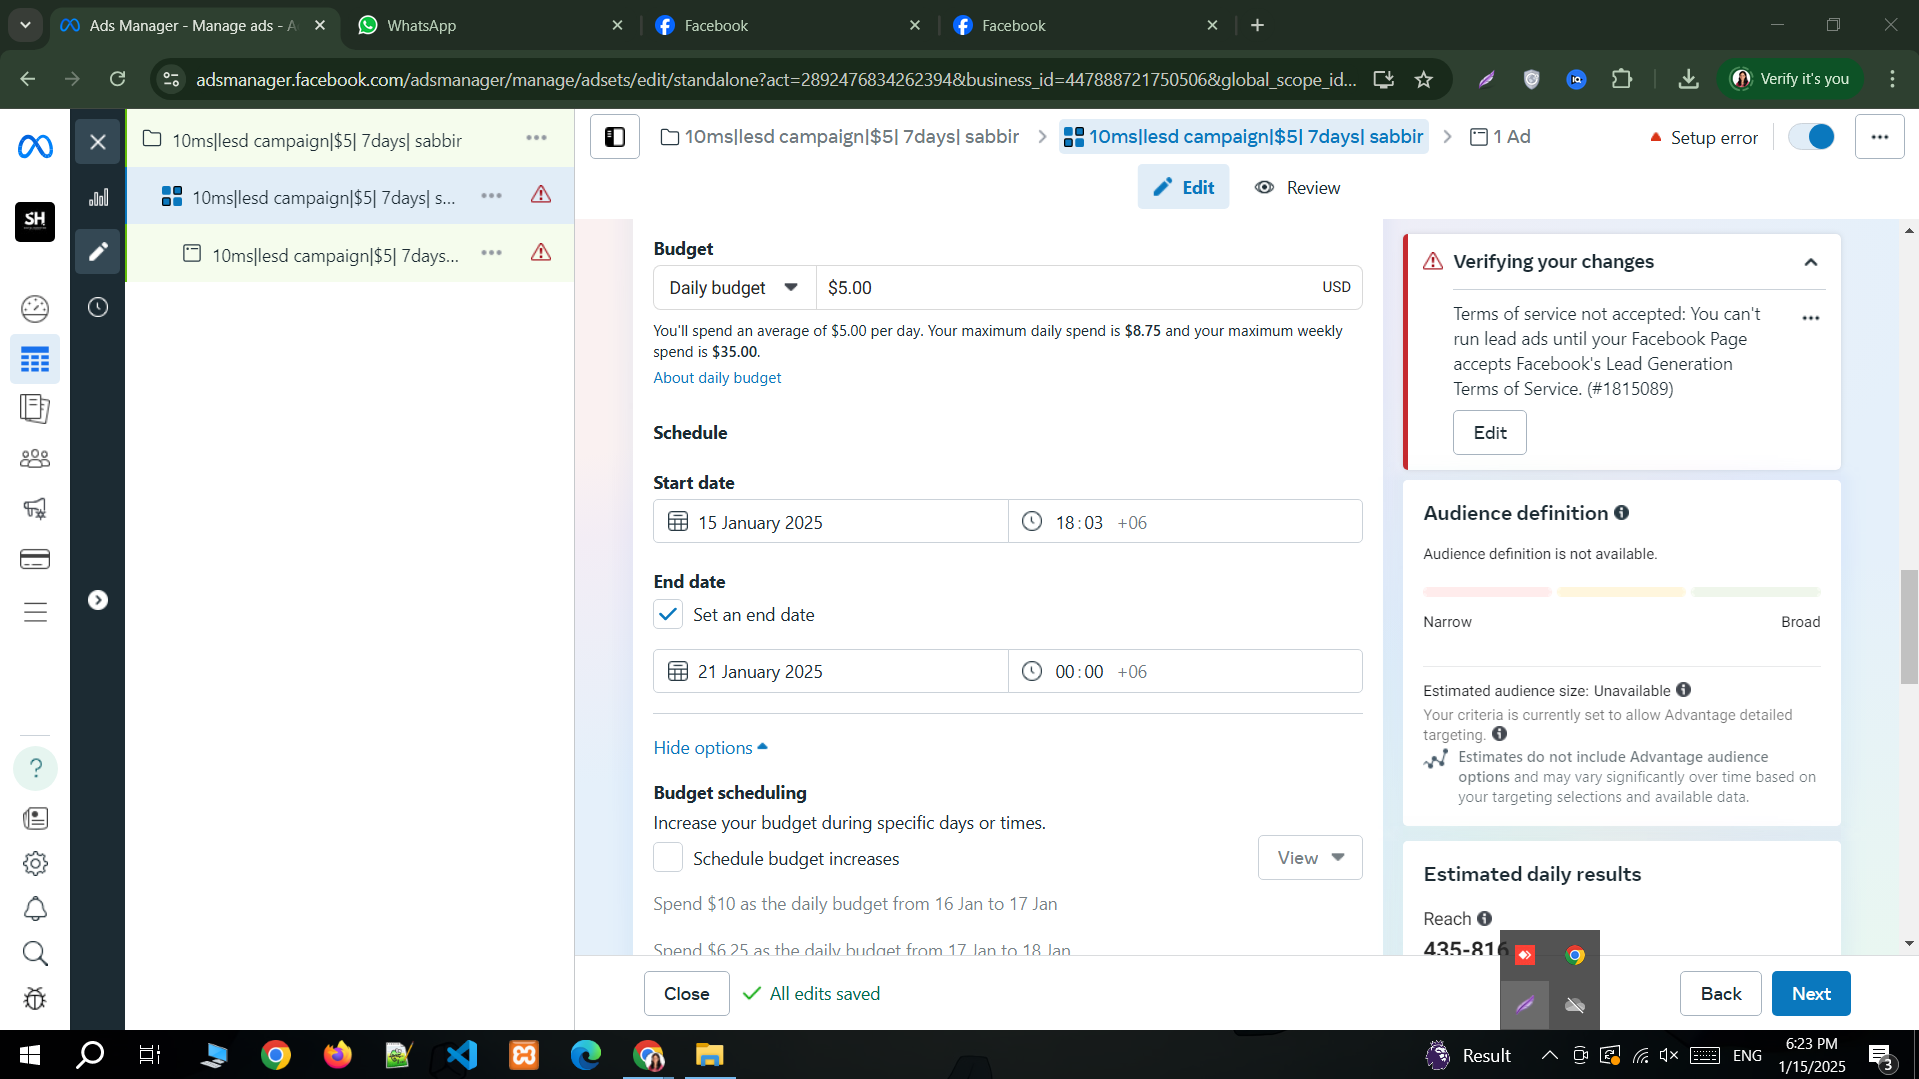 Ads Manager - Manage ads - A
WhatsApp
Facebook
Facebook
adsmanager.facebook.com/adsmanager/manage/adsets/edit/standalone?act=2892476834262394&business_id=447888721750506&global_scope_id...
Verify it's you
10ms|lesd campaign|$5| 7days| sabbir
10ms|lesd campaign|$5| 7days| s...
10ms|lesd campaign|$5| 7days...
SH
10ms|lesd campaign|$5| 7days| sabbir
10ms|lesd campaign|$5| 7days| sabbir
1 Ad
Setup error
Edit
Review
Budget
Daily budget
$5.00
USD
You'll spend an average of $5.00 per day. Your maximum daily spend is $8.75 and your maximum weekly
spend is $35.00.
About daily budget
Schedule
Start date
15 January 2025
18:03 +06
End date
Set an end date
21 January 2025
00:00 +06
Hide options
Budget scheduling
Increase your budget during specific days or times.
Schedule budget increases
View
Spend $10 as the daily budget from 16 Jan to 17 Jan
Spend $6.25 as the daily budget from 17 Jan to 18 Jan
Verifying your changes
Terms of service not accepted: You can't
run lead ads until your Facebook Page
accepts Facebook's Lead Generation
Terms of Service. (#1815089)
Edit
Audience definition
Audience definition is not available.
Narrow
Broad
Estimated audience size: Unavailable
Your criteria is currently set to allow Advantage detailed
targeting.
Estimates do not include Advantage audience
options and may vary significantly over time based on
your targeting selections and available data.
Estimated daily results
Reach
435-816
Close
All edits saved
Back
Next
Result
ENG
6:23 PM
1/15/2025
3